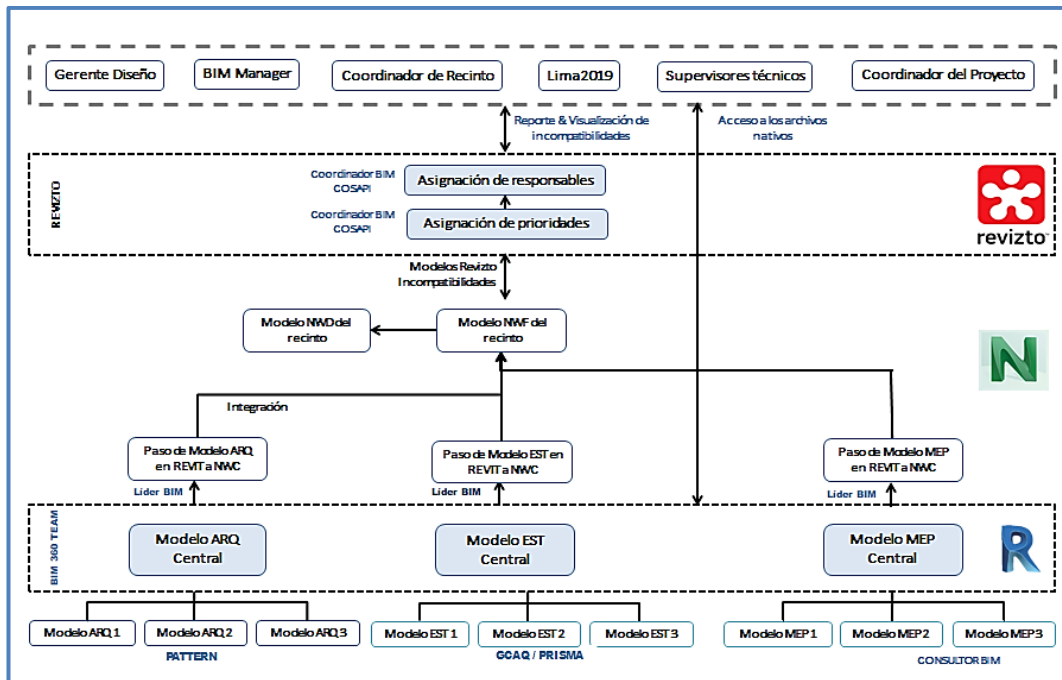 Gerente Diseño
BIM Manager
Coordinador de Recinto
Lima2019
Supervisores técnicos
Coordinador del Proyecto
Reporte & Visualización de
incompatibilidades
Acceso a los archivos
nativos
REVIZTO
Coordinador BIM
COSAPI
Asignación de responsables
Coordinador BIM
COSAPI
Asignación de prioridades
revizto
Modelos Revizto
Incompatibilidades
Modelo NWD del
recinto
Modelo NWF del
recinto
N
Integración
Paso de Modelo ARQ
en REVIT a NWC
Paso de Modelo EST en
REVIT a NWC
Paso de Modelo MEP
en REVIT a NWC
Líder BIM
Líder BIM
Líder BIM
BIM 360 TEAM
Modelo ARQ
Central
Modelo EST
Central
Modelo MEP
Central
R
Modelo ARQ 1
Modelo ARQ 2
Modelo ARQ 3
Modelo EST 1
Modelo EST 2
Modelo EST 3
Modelo MEP 1
Modelo MEP 2
Modelo MEP 3
PATTERN
GCAQ / PRISMA
CONSULTOR BIM